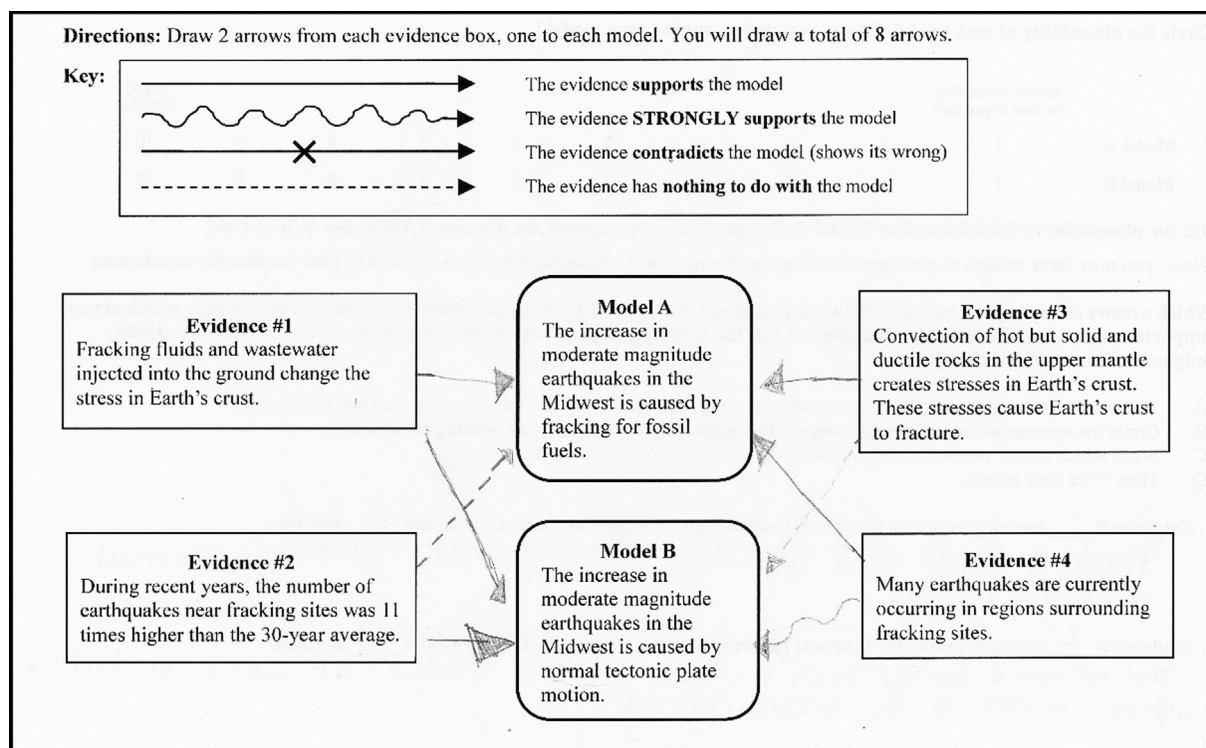 Directions: Draw 2 arrows from each evidence box, one to each model. You will draw a total of 8 arrows.
Key:
The evidence supports the model
The evidence STRONGLY supports the model
The evidence contradicts the model (shows its wrong)
The evidence has nothing to do with the model
Evidence #1
Fracking fluids and wastewater
injected into the ground change the
stress in Earth's crust.
Model A
The increase in
moderate magnitude
earthquakes in the
Midwest is caused by
fracking for fossil
fuels.
Evidence #3
Convection of hot but solid and
ductile rocks in the upper mantle
creates stresses in Earth's crust.
These stresses cause Earth's crust
to fracture.
Evidence #2
During recent years, the number of
earthquakes near fracking sites was 11
times higher than the 30-year average.
Model B
The increase in
moderate magnitude
earthquakes in the
Midwest is caused by
normal tectonic plate
motion.
Evidence #4
Many earthquakes are currently
occurring in regions surrounding
fracking sites.